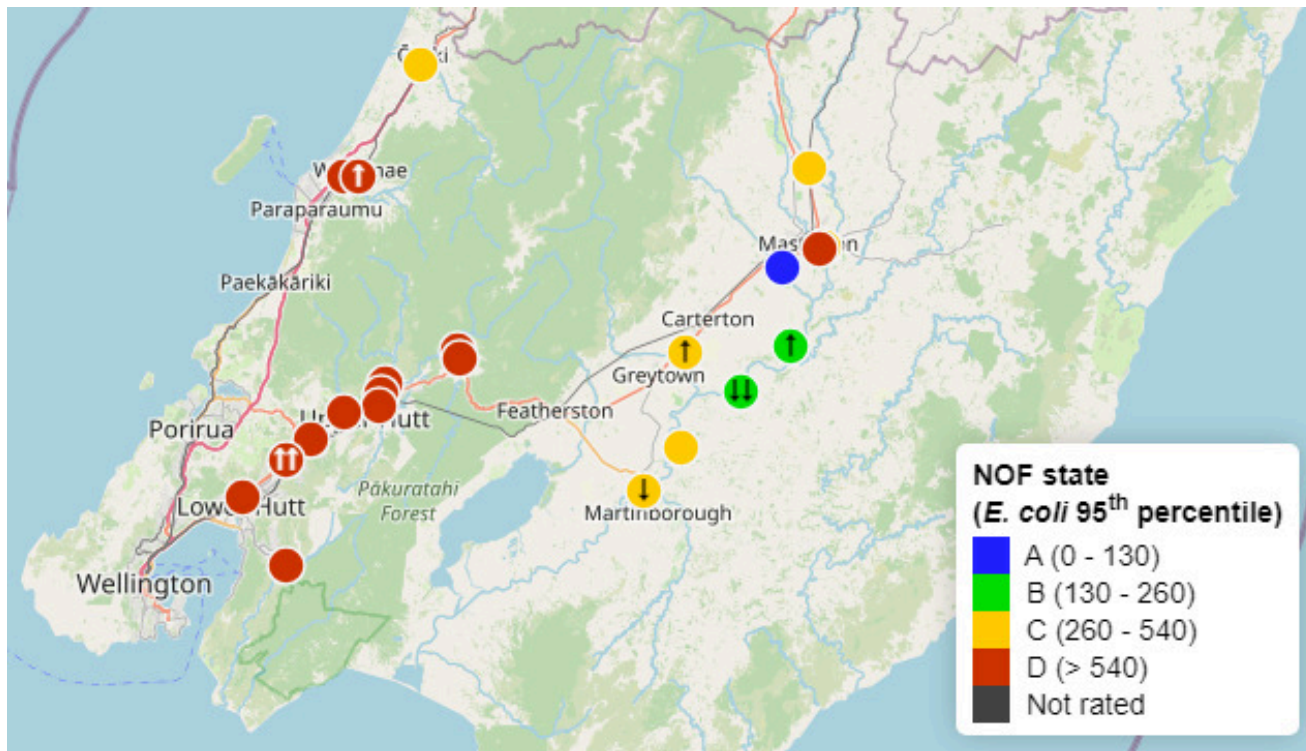 Paraparaumu
Paekākāriki
Masterton
Carterton
Greytown
Featherston
Porirua
Pākuratahi
Forest
Martinborough
Wellington
NOF state
(E. coli 95th percentile)
A (0 - 130)
B (130 - 260)
C (260 - 540)
D (> 540)
Not rated